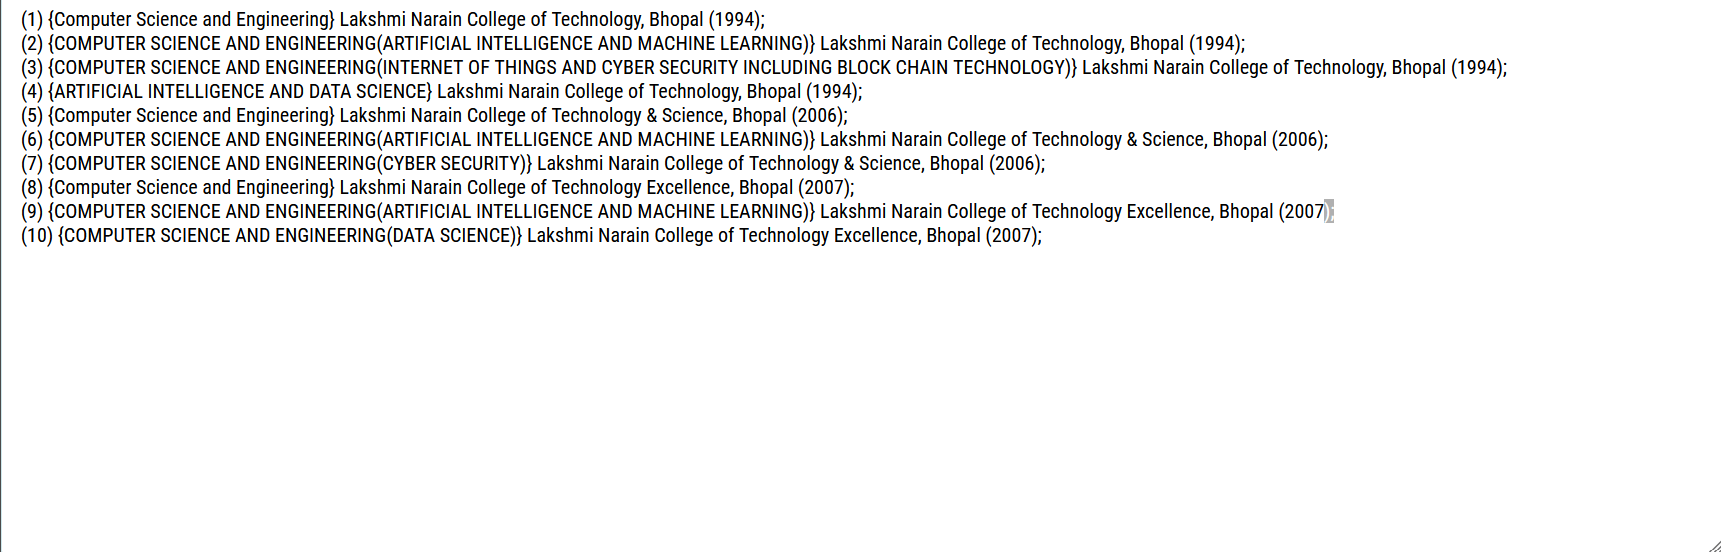 (1) {Computer Science and Engineering} Lakshmi Narain College of Technology, Bhopal (1994);
(2) {COMPUTER SCIENCE AND ENGINEERING(ARTIFICIAL INTELLIGENCE AND MACHINE LEARNING)} Lakshmi Narain College of Technology, Bhopal (1994);
(3) {COMPUTER SCIENCE AND ENGINEERING(INTERNET OF THINGS AND CYBER SECURITY INCLUDING BLOCK CHAIN TECHNOLOGY)} Lakshmi Narain College of Technology, Bhopal (1994);
(4) {ARTIFICIAL INTELLIGENCE AND DATA SCIENCE} Lakshmi Narain College of Technology, Bhopal (1994);
(5) {Computer Science and Engineering} Lakshmi Narain College of Technology & Science, Bhopal (2006);
(6) {COMPUTER SCIENCE AND ENGINEERING(ARTIFICIAL INTELLIGENCE AND MACHINE LEARNING)} Lakshmi Narain College of Technology & Science, Bhopal (2006);
(7) {COMPUTER SCIENCE AND ENGINEERING(CYBER SECURITY)} Lakshmi Narain College of Technology & Science, Bhopal (2006);
(8) {Computer Science and Engineering} Lakshmi Narain College of Technology Excellence, Bhopal (2007);
(9) {COMPUTER SCIENCE AND ENGINEERING(ARTIFICIAL INTELLIGENCE AND MACHINE LEARNING)} Lakshmi Narain College of Technology Excellence, Bhopal (2007);
(10) {COMPUTER SCIENCE AND ENGINEERING(DATA SCIENCE)} Lakshmi Narain College of Technology Excellence, Bhopal (2007);